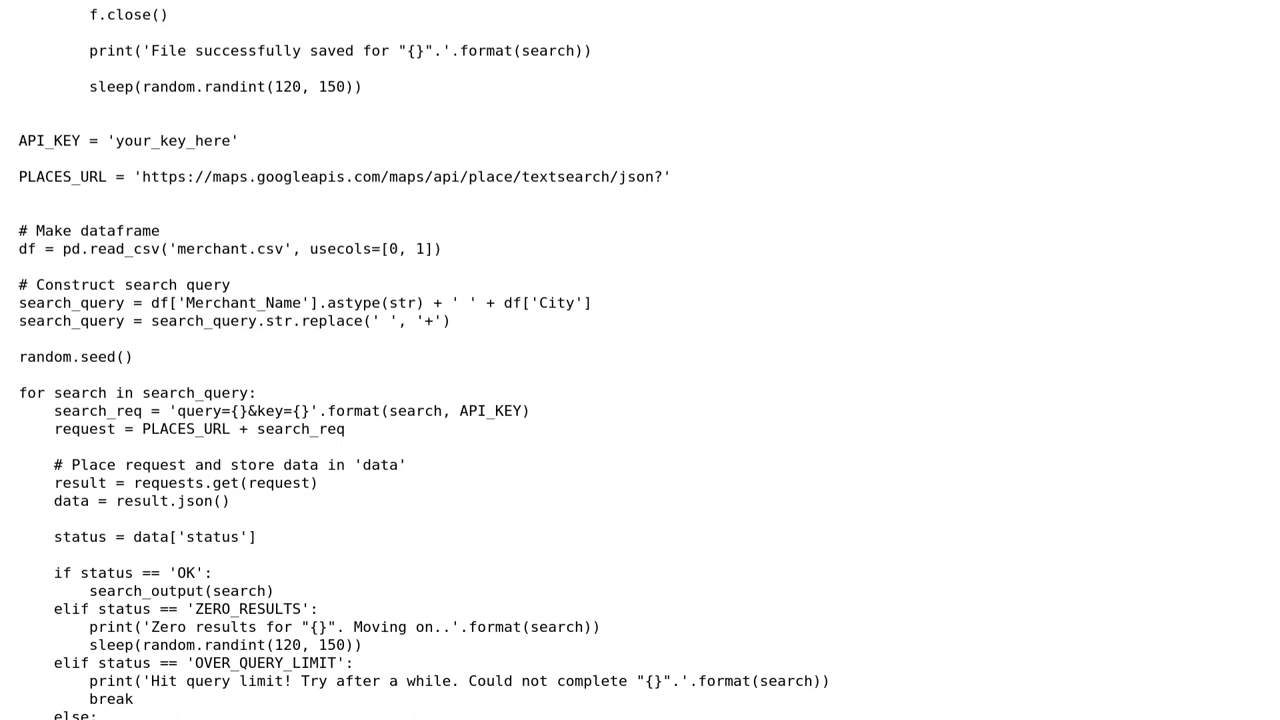 f.close()
print('File successfully saved for "{}".'.format(search))
sleep(random.randint(120, 150))
API_KEY = 'your_key_here'
PLACES_URL = 'https://maps.googleapis.com/maps/api/place/textsearch/json?'
# Make dataframe
df = pd.read_csv('merchant.csv', usecols=[0, 1])
# Construct search query
search_query = df['Merchant_Name'].astype(str) + ' ' + df['City']
search_query = search_query.str.replace(' ', '+')
random.seed()
for search in search_query:
search_req = 'query={}&key={}'.format(search, API_KEY)
request = PLACES_URL + search_req
# Place request and store data in 'data'
result = requests.get(request)
data = result.json()
status = data['status']
if status == 'OK':
search_output(search)
elif status == 'ZERO_RESULTS':
print('Zero results for "{}". Moving on..'.format(search))
sleep(random.randint(120, 150))
elif status == 'OVER_QUERY_LIMIT':
print('Hit query limit! Try after a while. Could not complete "{}".'.format(search))
break
else: